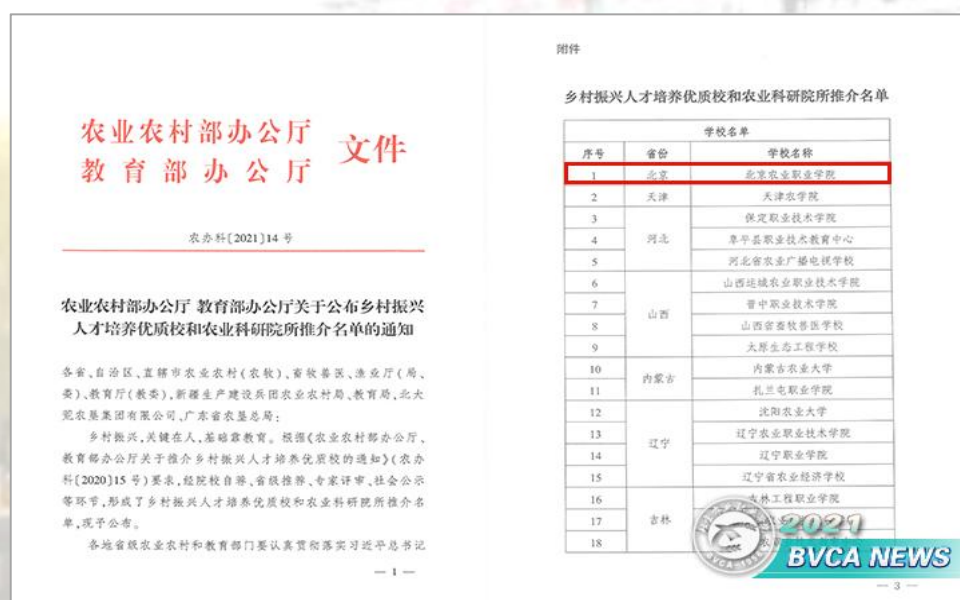 农业农村部办公厅
教育部办公厅
文件
农办科〔2021〕14 号
农业农村部办公厅 教育部办公厅关于公布乡村振兴
人才培养优质校和农业科研院所推介名单的通知
各省、自治区、直辖市农业农村(农牧)、畜牧兽医、渔业厅(局、
委)、教育厅(教委),新疆生产建设兵团农业农村局、教育局,北大
荒农垦集团有限公司、广东省农垦总局:
乡村振兴,关键在人,基础靠教育。根据《农业农村部办公厅、
教育部办公厅关于推介乡村振兴人才培养优质校的通知》(农办
科〔2020〕15 号)要求,经院校自荐、省级推荐、专家评审、社会公示
等环节,形成了乡村振兴人才培养优质校和农业科研院所推介名
单,现予公布。
各地省级农业农村和教育部门要认真贯彻落实习近平总书记
— 1 —
附件
乡村振兴人才培养优质校和农业科研院所推介名单
学校名单
序号 省份 学校名称
1 北京 北京农业职业学院
2 天津 天津农学院
3 保定职业技术学院
4 河北 阜平县职业技术教育中心
5 河北省农业广播电视学校
6 山西运城农业职业技术学院
7 晋中职业技术学院
山西
8 山西省畜牧兽医学校
9 太原生态工程学校
10 内蒙古农业大学
内蒙古
11 扎兰屯职业学院
12 沈阳农业大学
13 辽宁农业职业技术学院
辽宁
14 辽宁职业学院
15 辽宁省农业经济学校
16 吉林工程职业学院
17 吉林
18
2021
BVCA NEWS
— 3 —